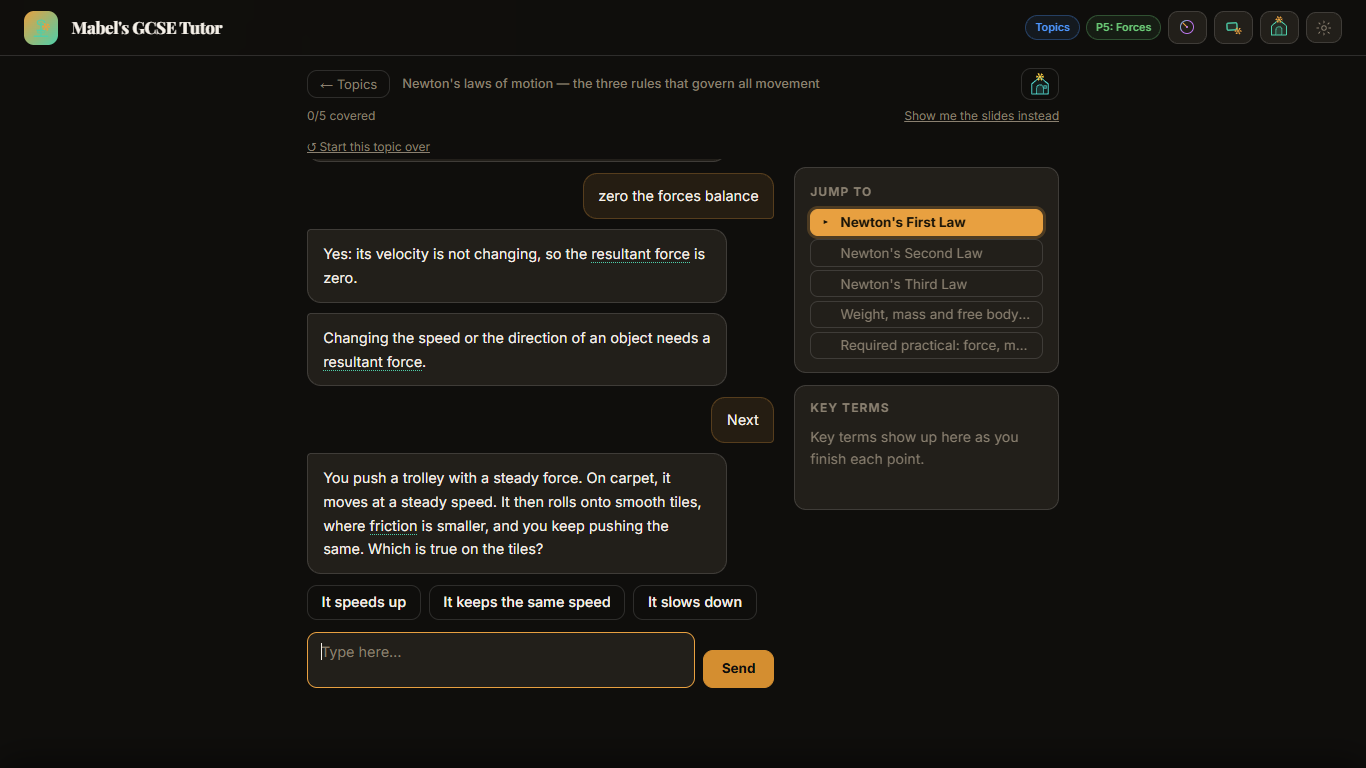 Mabel's GCSE Tutor
Topics
P5: Forces
← Topics
Newton's laws of motion — the three rules that govern all movement
0/5 covered
Show me the slides instead
↺ Start this topic over
zero the forces balance
Yes: its velocity is not changing, so the resultant force is
zero.
Changing the speed or the direction of an object needs a
resultant force.
Next
You push a trolley with a steady force. On carpet, it
moves at a steady speed. It then rolls onto smooth tiles,
where friction is smaller, and you keep pushing the
same. Which is true on the tiles?
It speeds up
It keeps the same speed
It slows down
Type here...
Send
JUMP TO
Newton's First Law
Newton's Second Law
Newton's Third Law
Weight, mass and free body...
Required practical: force, m...
KEY TERMS
Key terms show up here as you
finish each point.